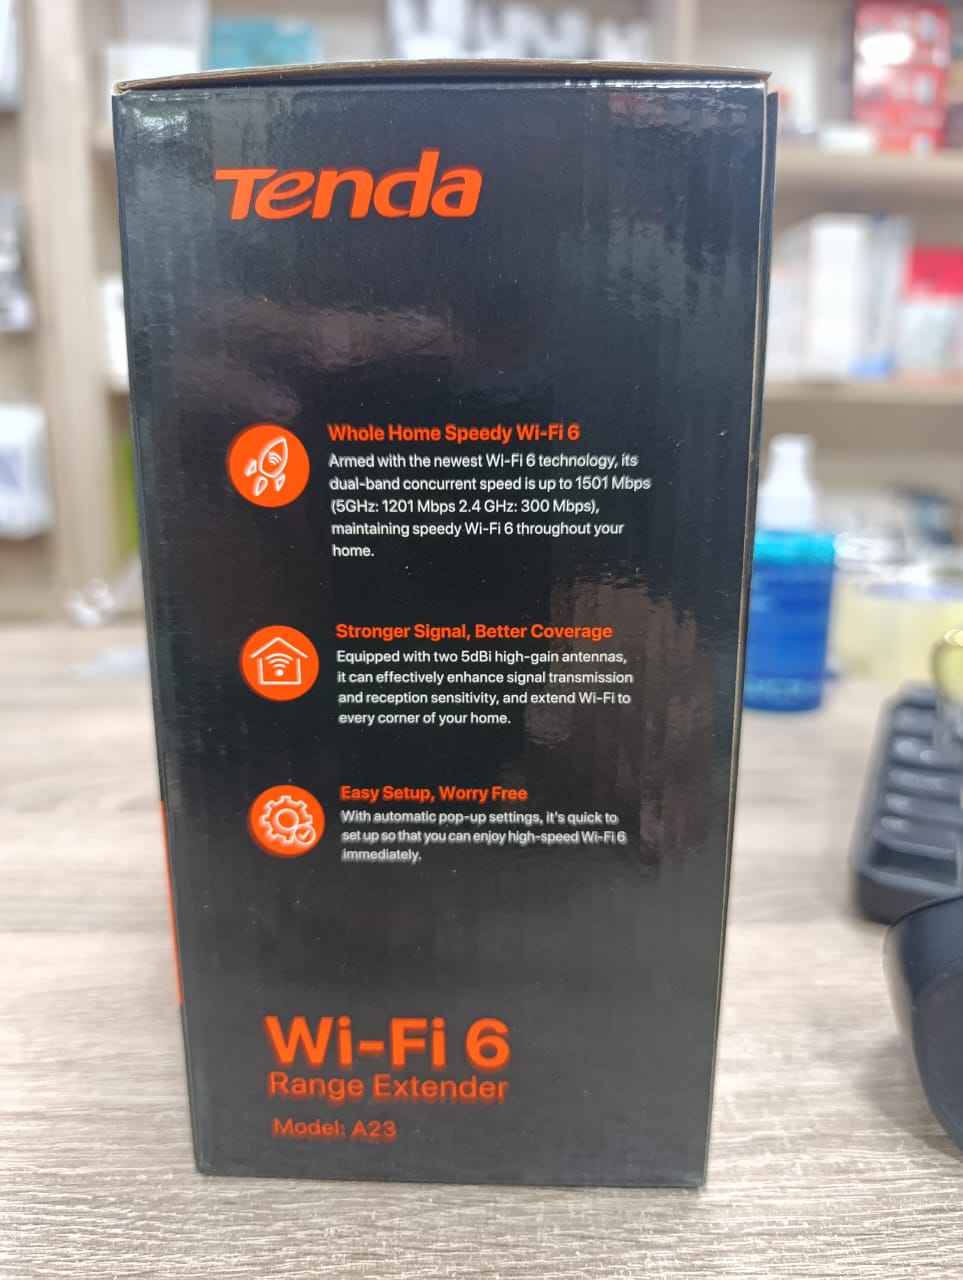 Tenda
Whole Home Speedy Wi-Fi 6
Armed with the newest Wi-Fi 6 technology, its
dual-band concurrent speed is up to 1501 Mbps
(5GHz: 1201 Mbps 2.4 GHz: 300 Mbps),
maintaining speedy Wi-Fi 6 throughout your
home.
Stronger Signal, Better Coverage
Equipped with two 5dBi high-gain antennas,
it can effectively enhance signal transmission
and reception sensitivity, and extend Wi-Fi to
every corner of your home.
Easy Setup, Worry Free
With automatic pop-up settings, it's quick to
set up so that you can enjoy high-speed Wi-Fi 6
immediately.
Wi-Fi 6
Range Extender
Model: A23